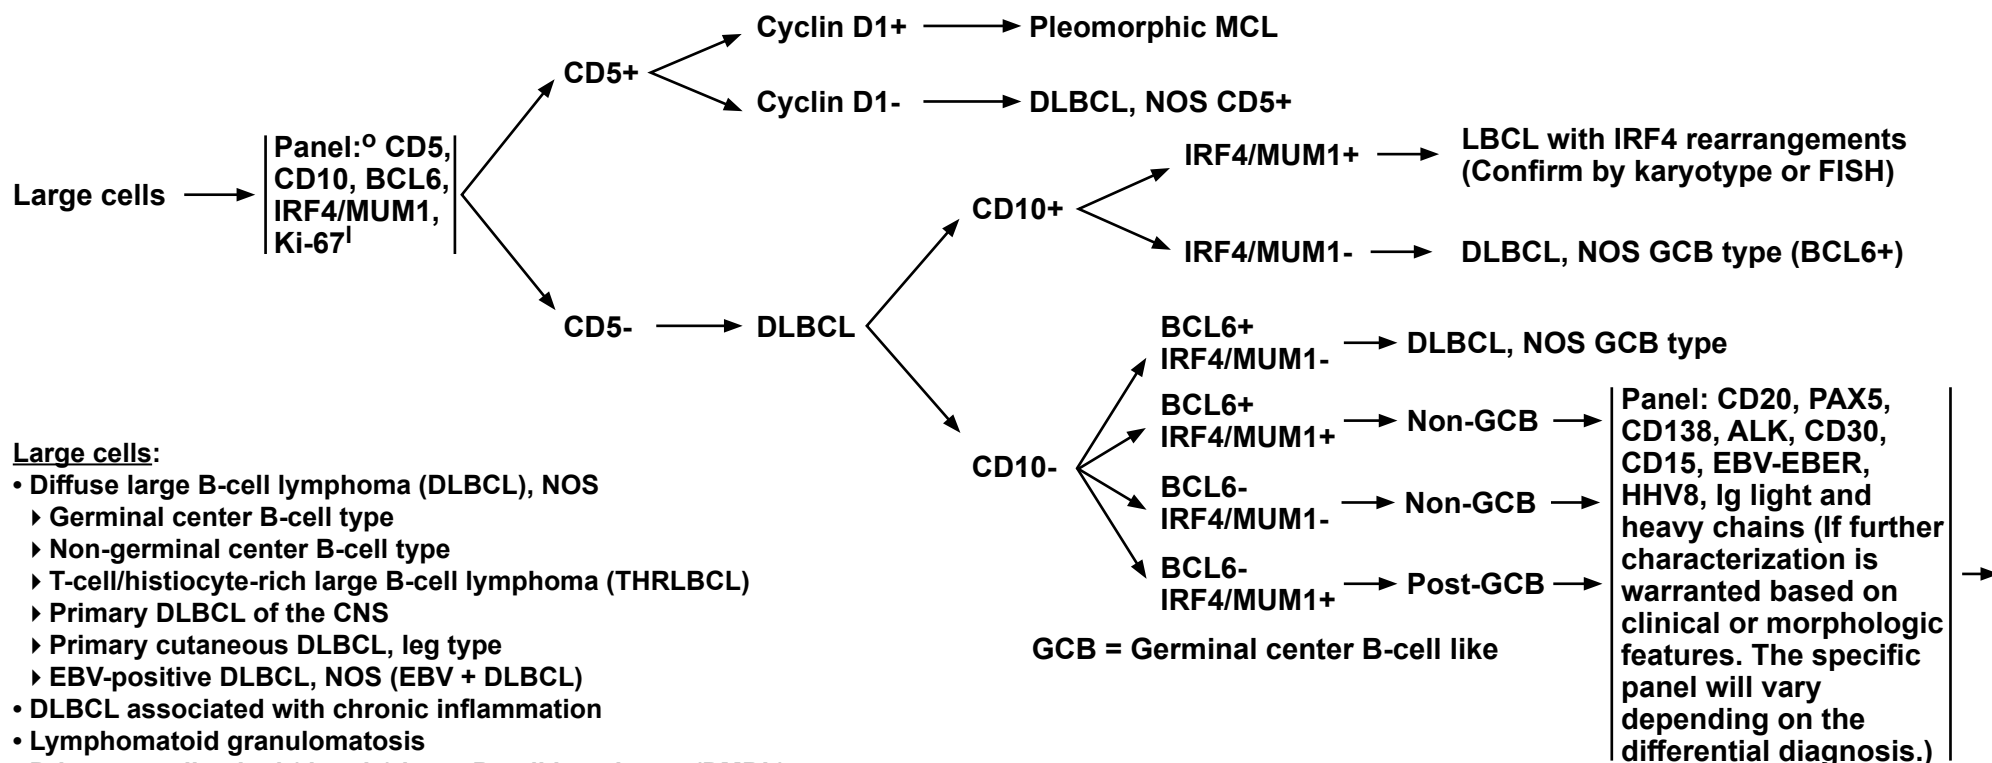 Cyclin D1+
Pleomorphic MCL
CD5+
Cyclin D1-
DLBCL, NOS CD5+
Large cells
Panel:o CD5,
CD10, BCL6,
IRF4/MUM1,
Ki-67l
IRF4/MUM1+
LBCL with IRF4 rearrangements
(Confirm by karyotype or FISH)
CD10+
IRF4/MUM1-
DLBCL, NOS GCB type (BCL6+)
CD5-
DLBCL
BCL6+
IRF4/MUM1-
DLBCL, NOS GCB type
CD10-
BCL6+
IRF4/MUM1+
Non-GCB
BCL6-
IRF4/MUM1-
Non-GCB
BCL6-
IRF4/MUM1+
Post-GCB
Panel: CD20, PAX5,
CD138, ALK, CD30,
CD15, EBV-EBER,
HHV8, Ig light and
heavy chains (If further
characterization is
warranted based on
clinical or morphologic
features. The specific
panel will vary
depending on the
differential diagnosis.)
GCB = Germinal center B-cell like
Large cells:
• Diffuse large B-cell lymphoma (DLBCL), NOS
▸ Germinal center B-cell type
▸ Non-germinal center B-cell type
▸ T-cell/histiocyte-rich large B-cell lymphoma (THRLBCL)
▸ Primary DLBCL of the CNS
▸ Primary cutaneous DLBCL, leg type
▸ EBV-positive DLBCL, NOS (EBV + DLBCL)
• DLBCL associated with chronic inflammation
• Lymphomatoid granulomatosis